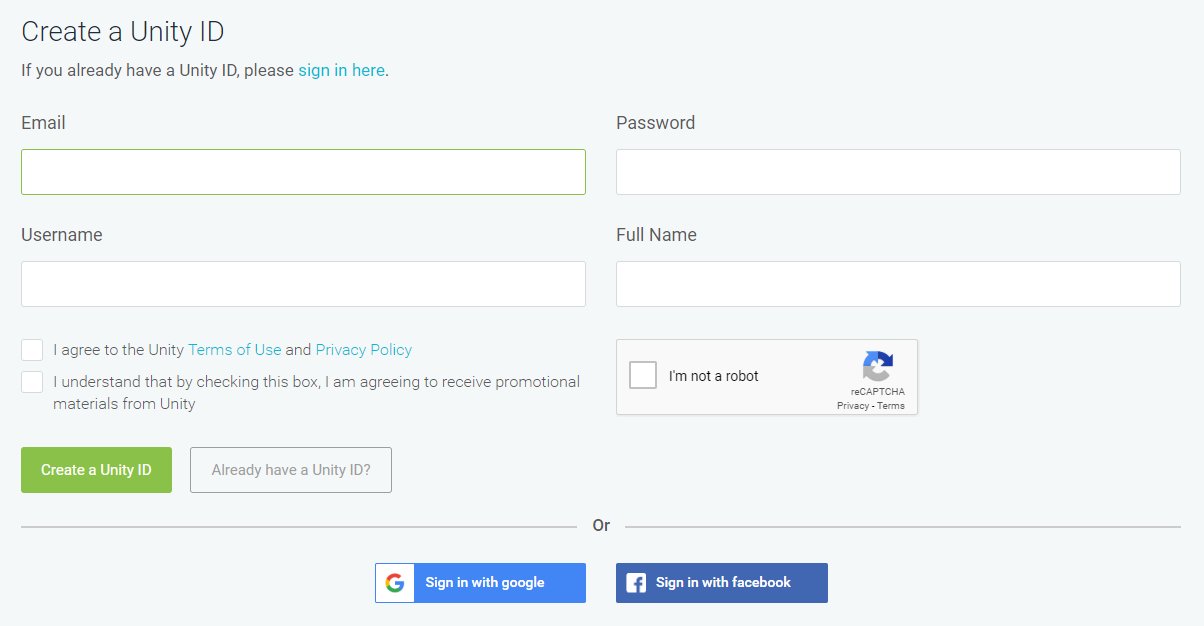 Create a Unity ID
If you already have a Unity ID, please sign in here.
Email
Password
Username
Full Name
I agree to the Unity Terms of Use and Privacy Policy
I understand that by checking this box, I am agreeing to receive promotional
materials from Unity
I'm not a robot
reCAPTCHA
Privacy - Terms
Create a Unity ID
Already have a Unity ID?
Or
Sign in with google
Sign in with facebook